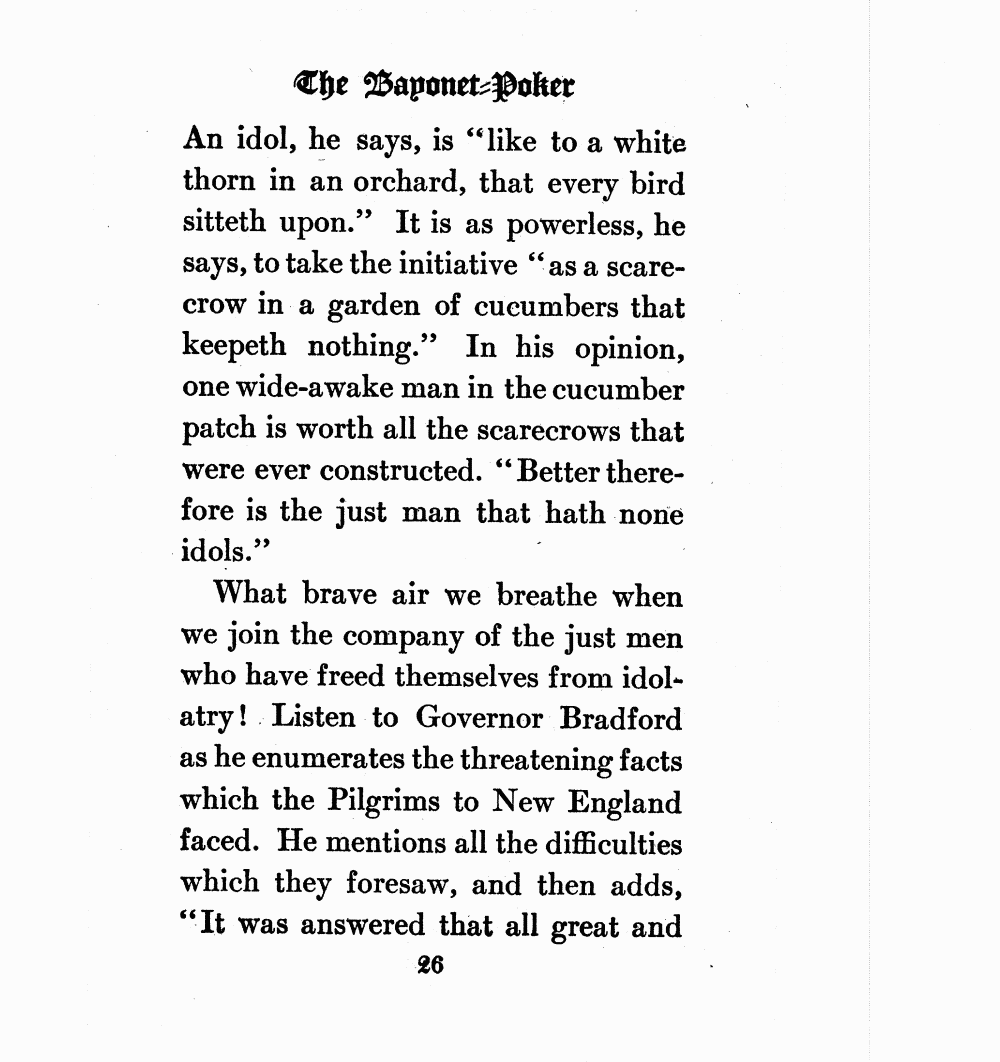 The Bayonet-Poker
An idol, he says, is “like to a white
thorn in an orchard, that every bird
sitteth upon.” It is as powerless, he
says, to take the initiative “as a scare-
crow in a garden of cucumbers that
keepeth nothing.” In his opinion,
one wide-awake man in the cucumber
patch is worth all the scarecrows that
were ever constructed. “Better there-
fore is the just man that hath none
idols.”
What brave air we breathe when
we join the company of the just men
who have freed themselves from idol-
atry! Listen to Governor Bradford
as he enumerates the threatening facts
which the Pilgrims to New England
faced. He mentions all the difficulties
which they foresaw, and then adds,
“It was answered that all great and
26